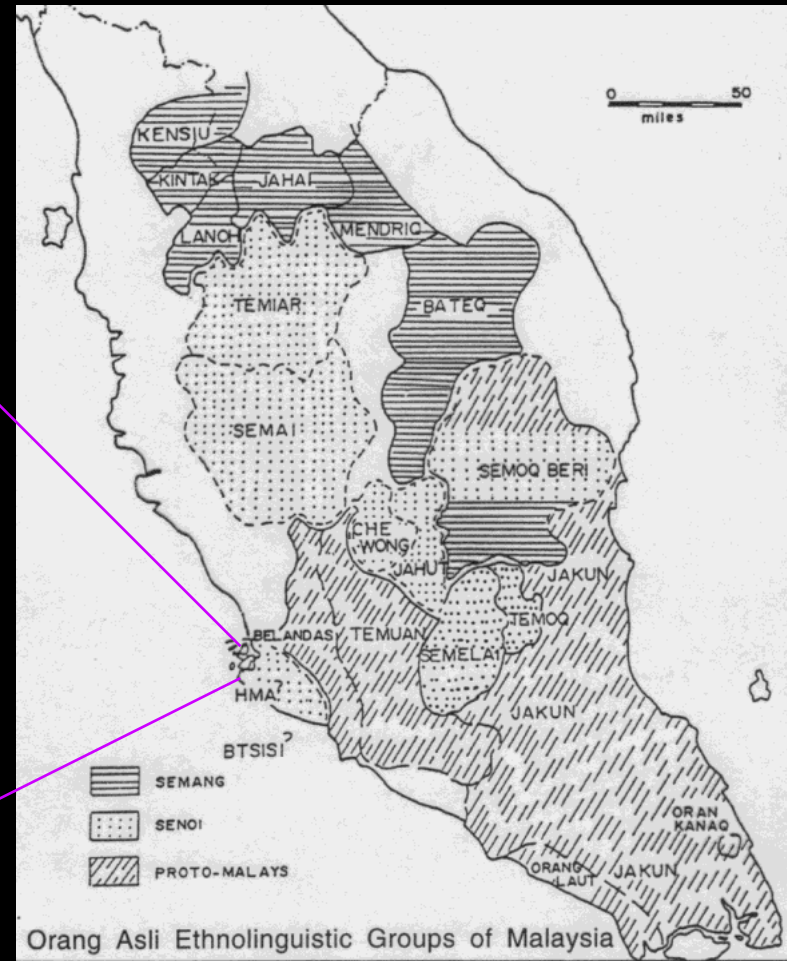 0 50
miles
KENSIU
KINTAK
JAHAI
LANOH
MENDRIQ
TEMIAR
BATEQ
SEMAI
SEMOQ BERI
CHE
WONG
JAHUT
JAKUN
TEMOQ
BELANDAS
TEMUAN
SEMELAI
HMA?
JAKUN
BTSISI?
SEMANG
SENOI
ORAN
KANAQ
PROTO-MALAYS
ORANG
LAUT
JAKUN
Orang Asli Ethnolinguistic Groups of Malaysia